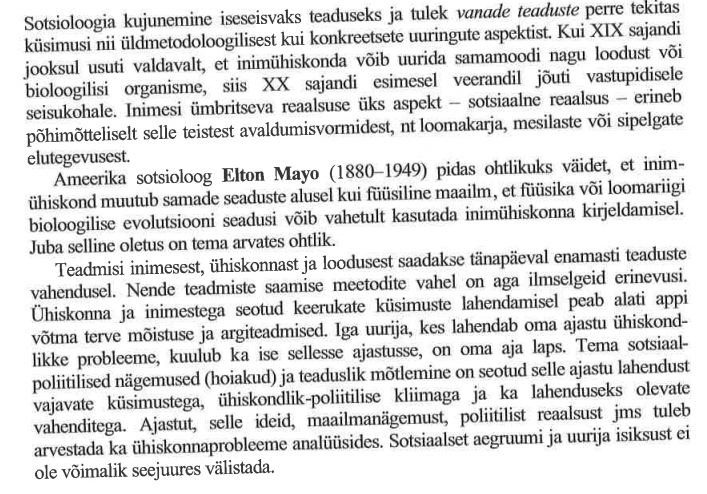 Sotsioloogia kujunemine iseseisvaks teaduseks ja tulek vanade teaduste perre tekitas
küsimusi nii üldmetodoloogilisest kui konkreetsete uuringute aspektist. Kui XIX sajandi
jooksul usuti valdavalt, et inimühiskonda võib uurida samamoodi nagu loodust või
bioloogilisi organisme, siis XX sajandi esimesel veerandil jõuti vastupidisele
seisukohale. Inimesi ümbritseva reaalsuse üks aspekt – sotsiaalne reaalsus – erineb
põhimõtteliselt selle teistest avaldumisvormidest, nt loomakarja, mesilaste või sipelgate
elutegevusest.
Ameerika sotsioloog Elton Mayo (1880–1949) pidas ohtlikuks väidet, et inim-
ühiskond muutub samade seaduste alusel kui füüsiline maailm, et füüsika või loomariigi
bioloogilise evolutsiooni seadusi võib vahetult kasutada inimühiskonna kirjeldamisel.
Juba selline oletus on tema arvates ohtlik.
Teadmisi inimesest, ühiskonnast ja loodusest saadakse tänapäeval enamasti teaduste
vahendusel. Nende teadmiste saamise meetodite vahel on aga ilmselgeid erinevusi.
Ühiskonna ja inimestega seotud keerukate küsimuste lahendamisel peab alati appi
võtma terve mõistuse ja argiteadmised. Iga uurija, kes lahendab oma ajastu ühiskond-
likke probleeme, kuulub ka ise sellesse ajastusse, on oma aja laps. Tema sotsiaal-
poliitilised nägemused (hoiakud) ja teaduslik mõtlemine on seotud selle ajastu lahendust
vajavate küsimustega, ühiskondlik-poliitilise kliimaga ja ka lahenduseks olevate
vahenditega. Ajastut, selle ideid, maailmanägemust, poliitilist reaalsust jms tuleb
arvestada ka ühiskonnaprobleeme analüüsides. Sotsiaalset aegruumi ja uurija isiksust ei
ole võimalik seejuures välistada.